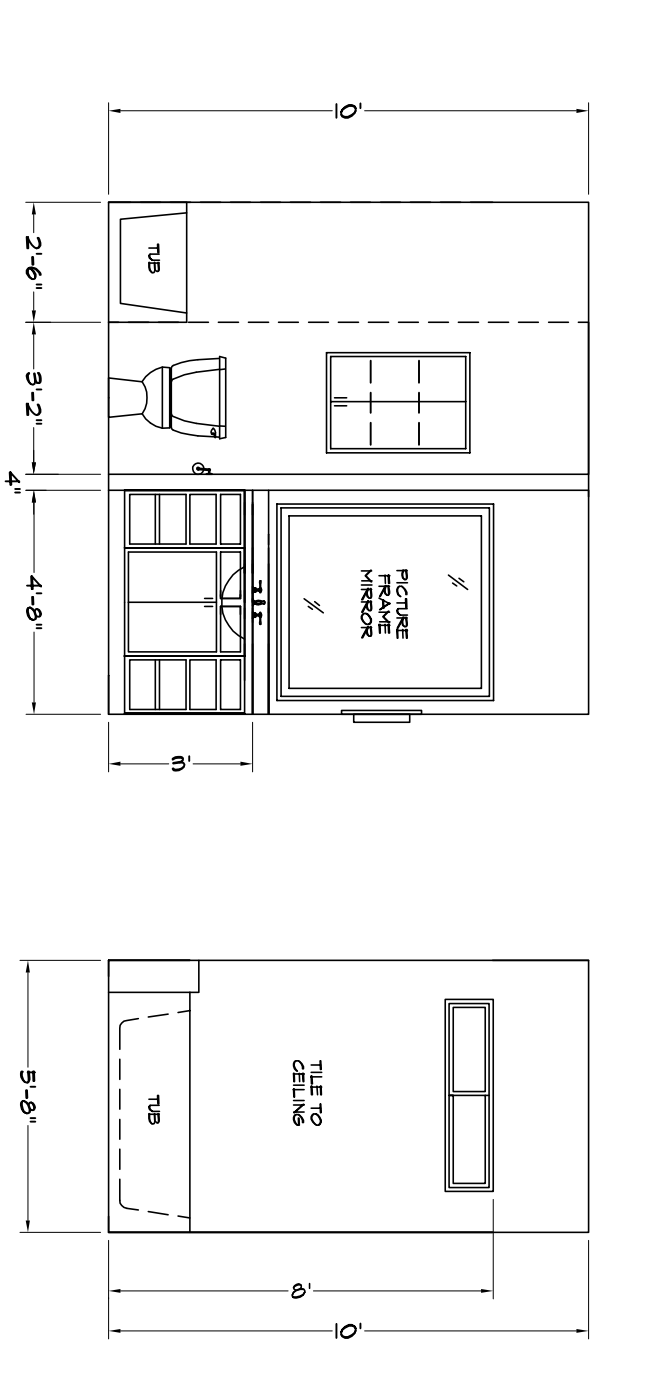 10'
TUB
2'-6"
3'-2"
4"
4'-8"
PICTURE
FRAME
MIRROR
3'
TUB
TILE TO
CEILING
5'-8"
8'
10'